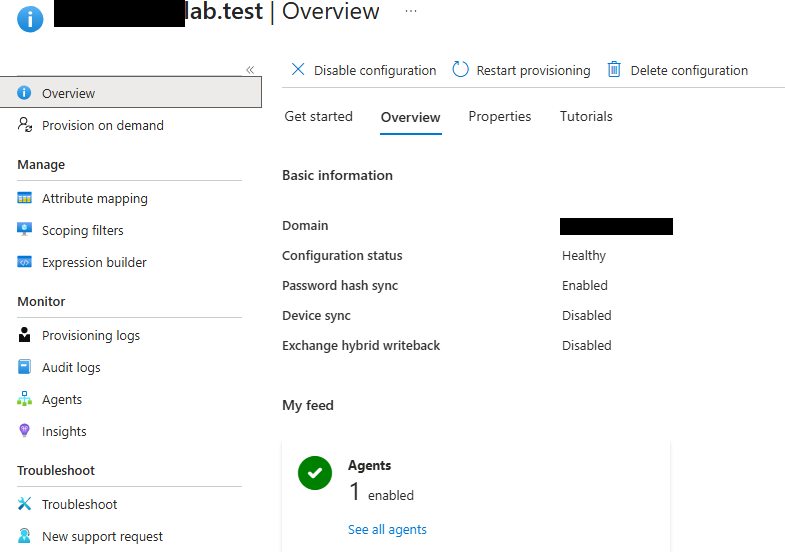 lab.test | Overview ...
«
Disable configuration Restart provisioning Delete configuration
Overview
Provision on demand
Manage
Attribute mapping
Scoping filters
Expression builder
Monitor
Provisioning logs
Audit logs
Agents
Insights
Troubleshoot
Troubleshoot
New support request
Get started Overview Properties Tutorials
Basic information
Domain
Configuration status Healthy
Password hash sync Enabled
Device sync Disabled
Exchange hybrid writeback Disabled
My feed
Agents
1 enabled
See all agents